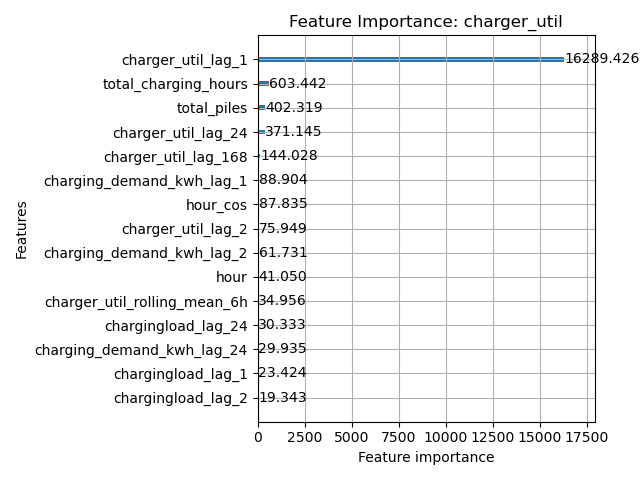 Feature Importance: charger_util
charger_util_lag_1 16289.426
total_charging_hours 603.442
total_piles 402.319
charger_util_lag_24 371.145
charger_util_lag_168 144.028
charging_demand_kwh_lag_1 88.904
hour_cos 87.835
charger_util_lag_2 75.949
charging_demand_kwh_lag_2 61.731
hour 41.050
charger_util_rolling_mean_6h 34.956
chargingload_lag_24 30.333
charging_demand_kwh_lag_24 29.935
chargingload_lag_1 23.424
chargingload_lag_2 19.343
Features
0 2500 5000 7500 10000 12500 15000 17500
Feature importance